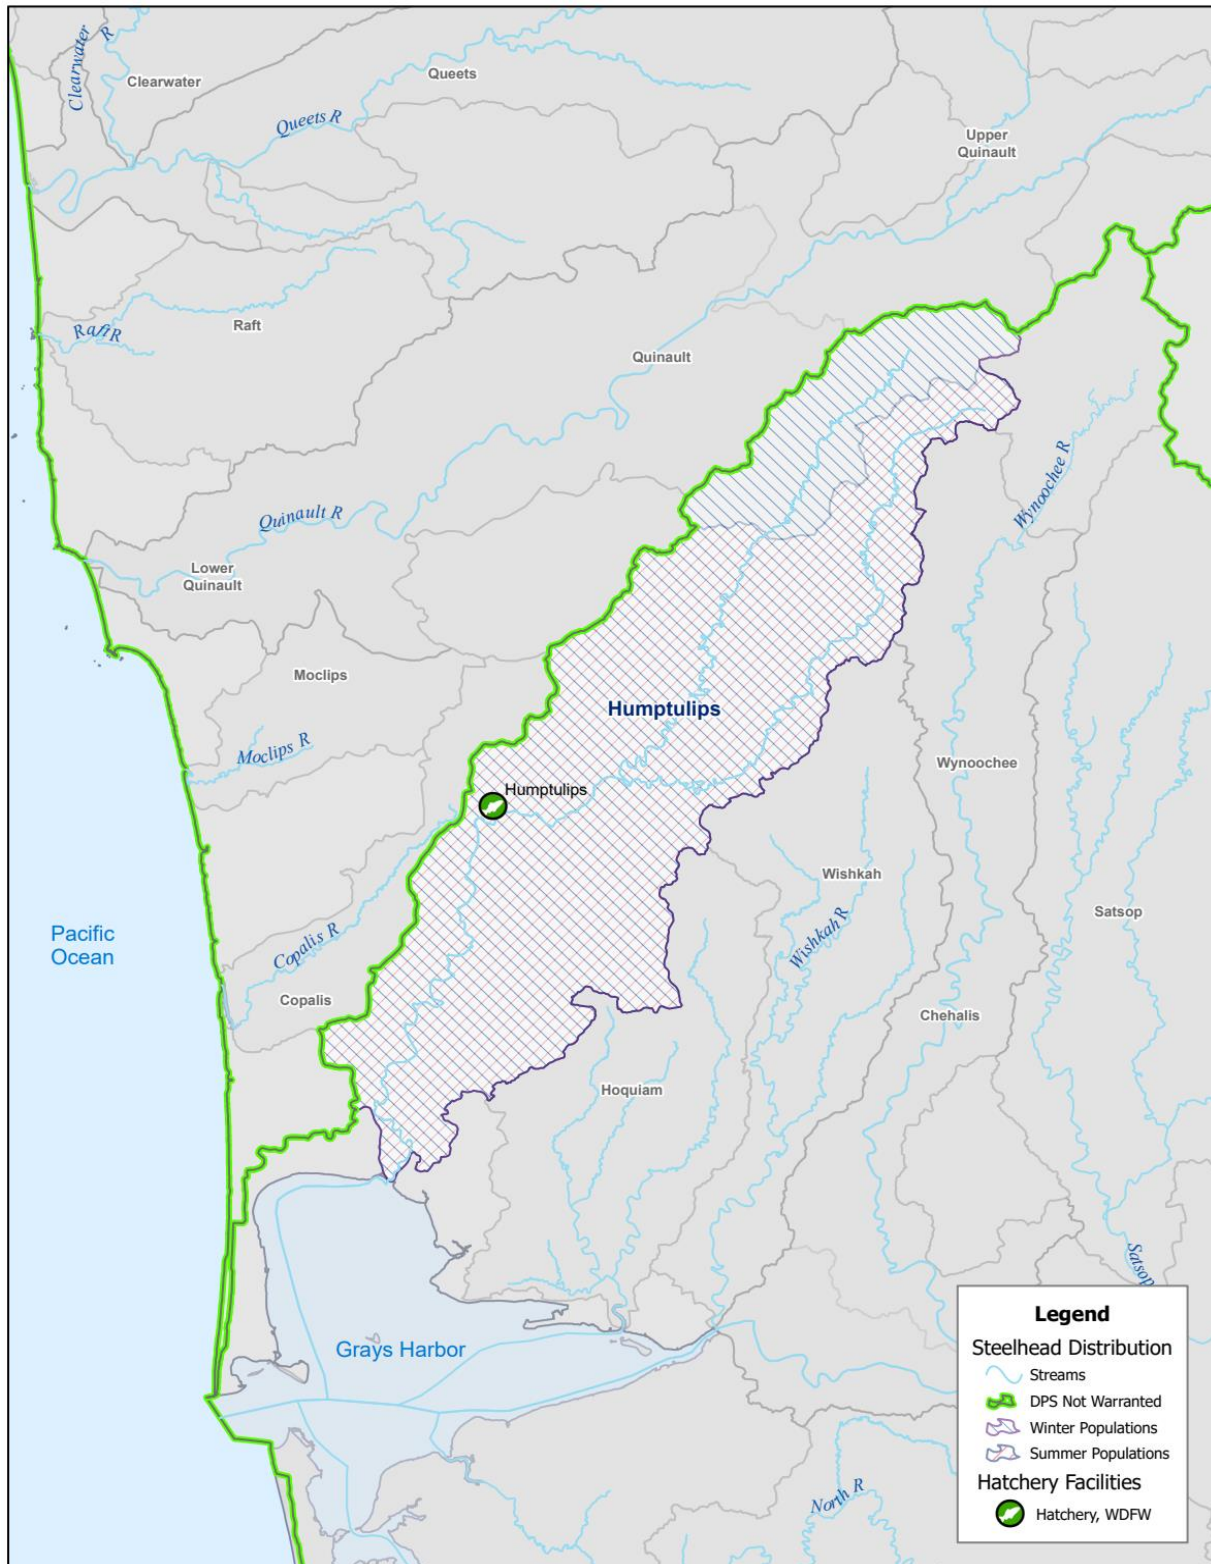 Clearwater
R
Clearwater
Queets
Queets R
Upper
Quinault
Raft R
Raft
Quinault
Quinault R
Lower
Quinault
Wynoochee R
Moclips
Moclips R
Humptulips
Humptulips
Wynoochee
Wishkah
Wishkah R
Satsop
Pacific
Ocean
Copalis R
Copalis
Chehalis
Hoquiam
Satsop
Grays Harbor
North R
Legend
Steelhead Distribution
Streams
DPS Not Warranted
Winter Populations
Summer Populations
Hatchery Facilities
Hatchery, WDFW